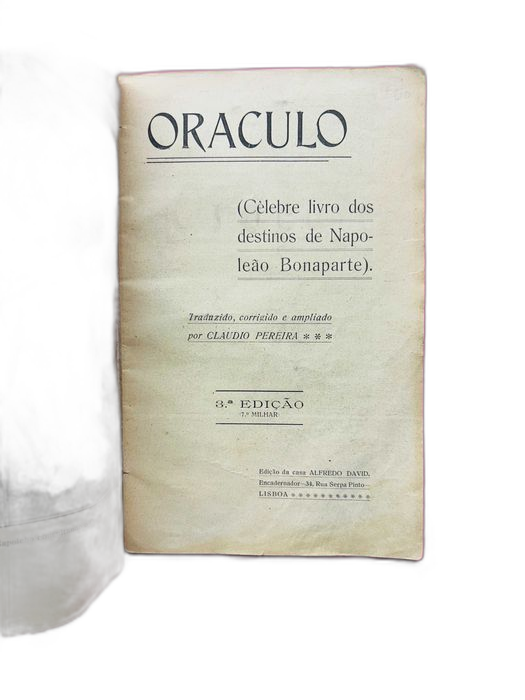 ORACULO
(Célebre livro dos
destinos de Napo-
leão Bonaparte).
Traduzido, corrigido e ampliado
por CLAUDIO PEREIRA * * *
3.ª EDIÇÃO
7.º MILHAR
Edição da casa ALFREDO DAVID,
Encadernador—34, Rua Serpa Pinto—
LISBOA * * * * * * * * * * *